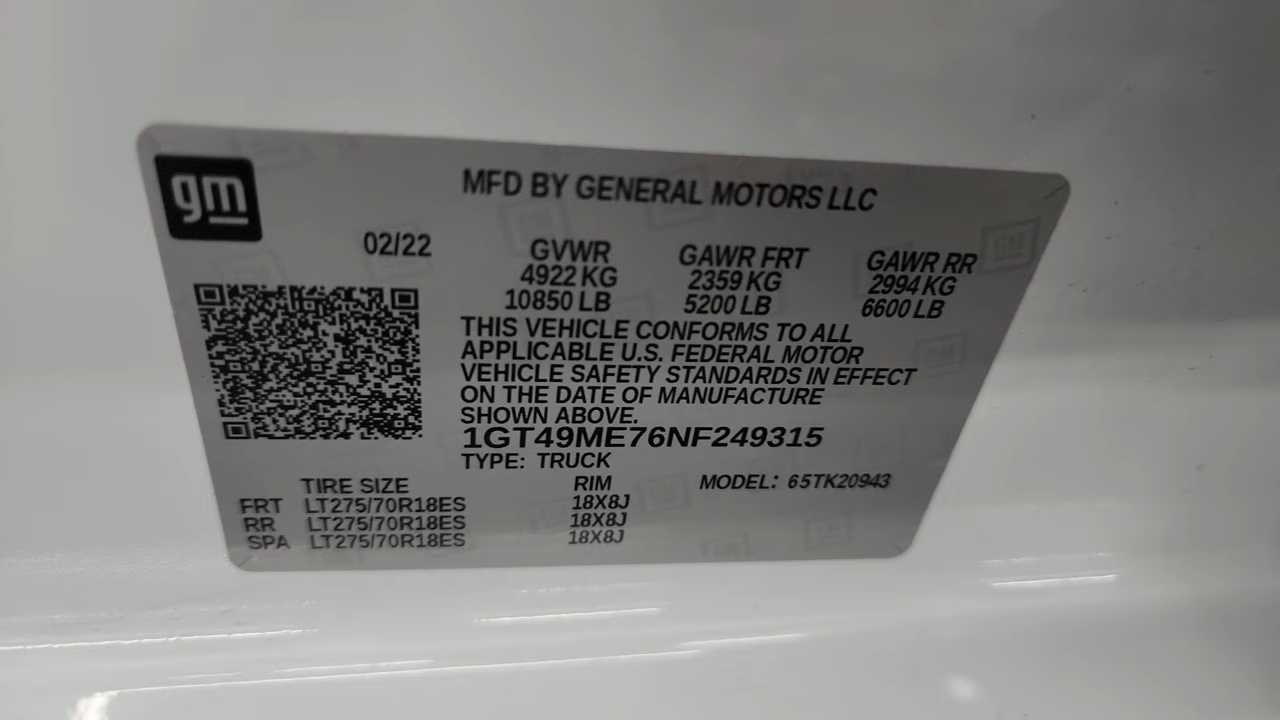 gm
MFD BY GENERAL MOTORS LLC
02/22 GVWR GAWR FRT GAWR RR
4922 KG 2359 KG 2994 KG
10850 LB 5200 LB 6600 LB
THIS VEHICLE CONFORMS TO ALL
APPLICABLE U.S. FEDERAL MOTOR
VEHICLE SAFETY STANDARDS IN EFFECT
ON THE DATE OF MANUFACTURE
SHOWN ABOVE.
1GT49ME76NF249315
TYPE: TRUCK
TIRE SIZE RIM MODEL: 65TK20943
FRT LT275/70R18ES 18X8J
RR LT275/70R18ES 18X8J
SPA LT275/70R18ES 18X8J